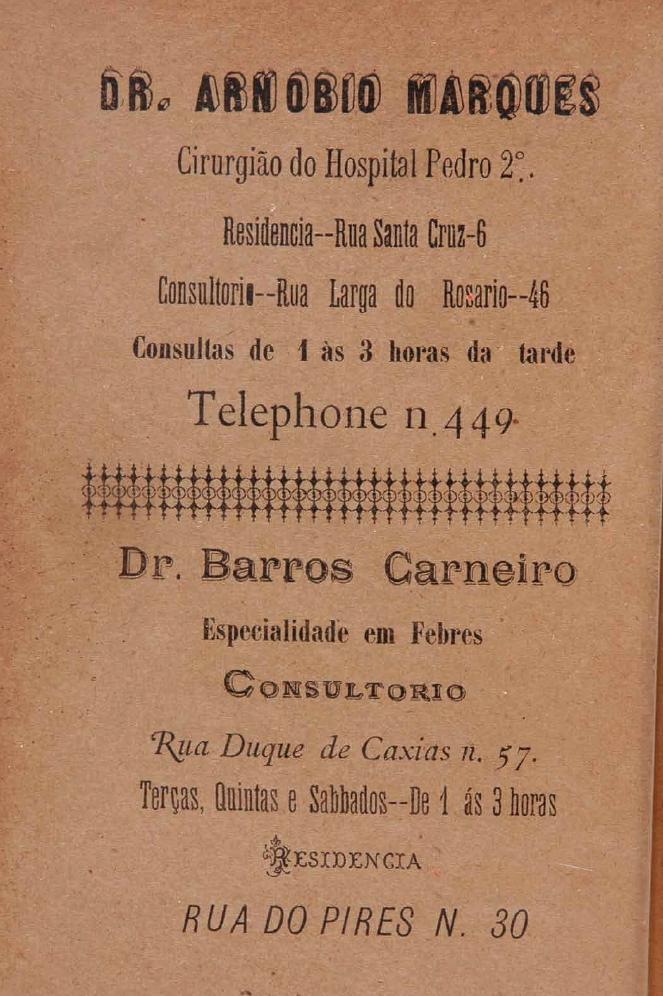 DR. ARNOBIO MARQUES
Cirurgião do Hospital Pedro 2º.
Residencia--Rua Santa Cruz-6
Consultorio--Rua Larga do Rosario--46
Consultas de 1 às 3 horas da tarde
Telephone n. 449
Dr. Barros Carneiro
Especialidade em Febres
CONSULTORIO
Rua Duque de Caxias n. 57.
Terças, Quintas e Sabbados--De 1 ás 3 horas
RESIDENCIA
RUA DO PIRES N. 30